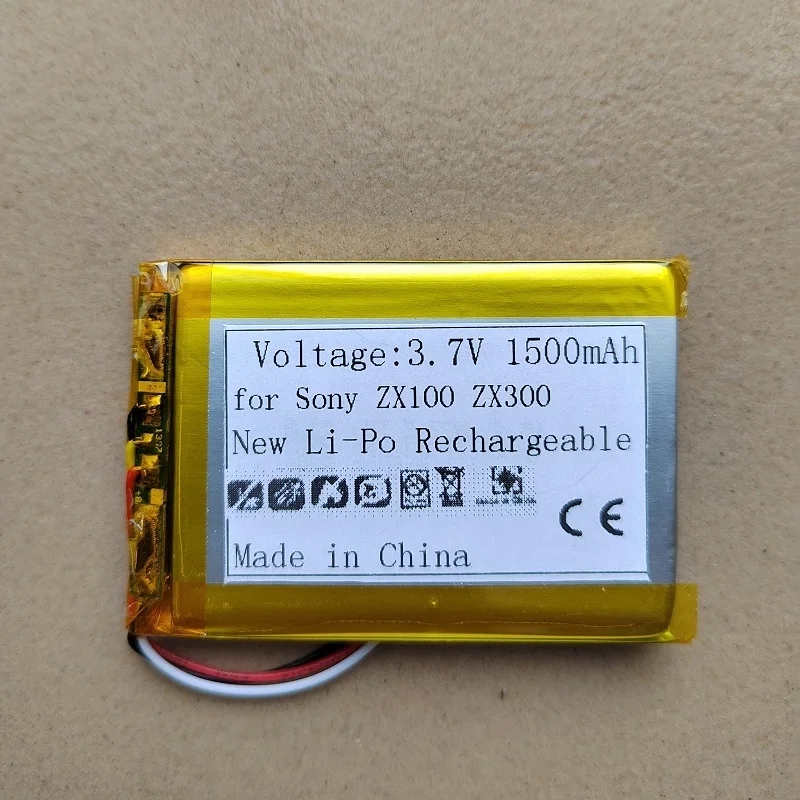 Voltage:3.7V 1500mAh
for Sony ZX100 ZX300
New Li-Po Rechargeable
CE
Made in China